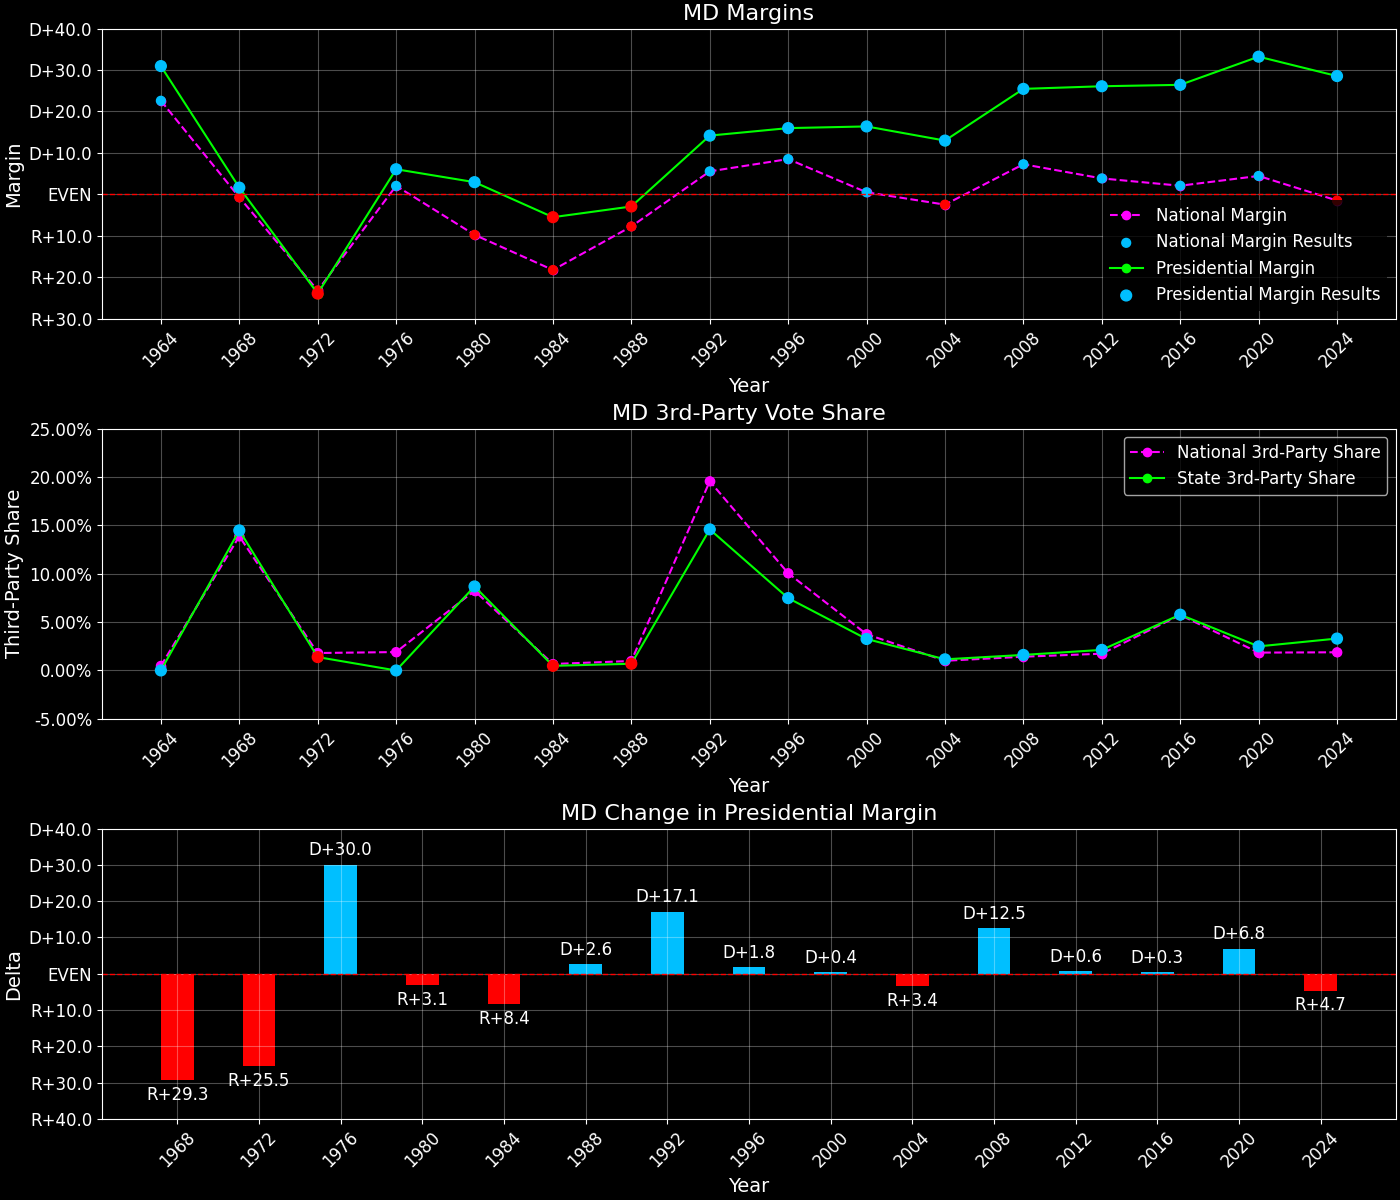 MD Margins
D+40.0
D+30.0
D+20.0
D+10.0
EVEN
R+10.0
R+20.0
R+30.0
Margin
National Margin
National Margin Results
Presidential Margin
Presidential Margin Results
1964 1968 1972 1976 1980 1984 1988 1992 1996 2000 2004 2008 2012 2016 2020 2024
Year
MD 3rd-Party Vote Share
25.00%
20.00%
15.00%
10.00%
5.00%
0.00%
-5.00%
Third-Party Share
National 3rd-Party Share
State 3rd-Party Share
1964 1968 1972 1976 1980 1984 1988 1992 1996 2000 2004 2008 2012 2016 2020 2024
Year
MD Change in Presidential Margin
D+40.0
D+30.0
D+20.0
D+10.0
EVEN
R+10.0
R+20.0
R+30.0
R+40.0
Delta
R+29.3
R+25.5
D+30.0
R+3.1
R+8.4
D+2.6
D+17.1
D+1.8
D+0.4
R+3.4
D+12.5
D+0.6
D+0.3
D+6.8
R+4.7
1968 1972 1976 1980 1984 1988 1992 1996 2000 2004 2008 2012 2016 2020 2024
Year